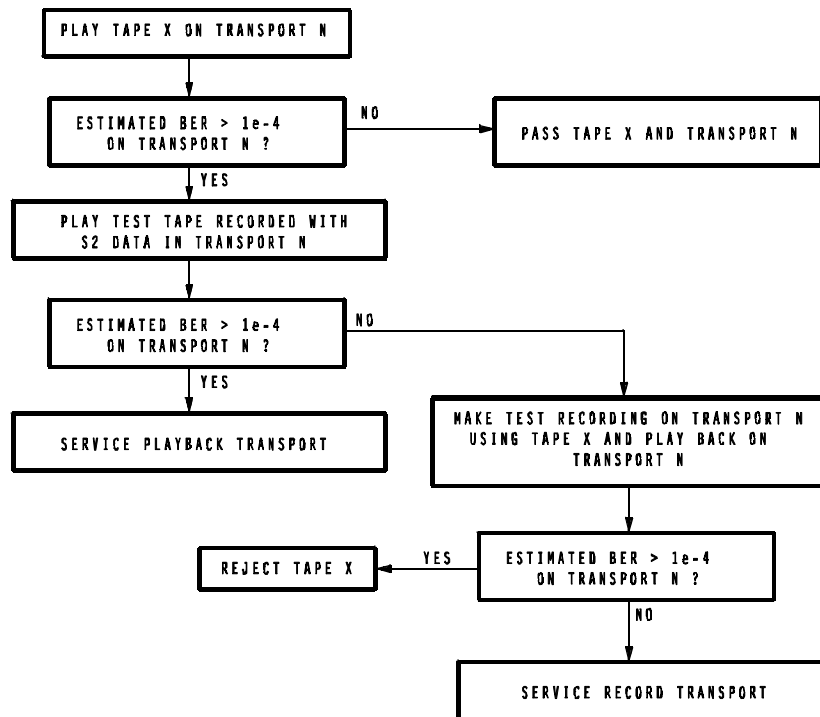 PLAY TAPE X ON TRANSPORT N
ESTIMATED BER > 1e-4
ON TRANSPORT N ?
NO
PASS TAPE X AND TRANSPORT N
YES
PLAY TEST TAPE RECORDED WITH
S2 DATA IN TRANSPORT N
ESTIMATED BER > 1e-4
ON TRANSPORT N ?
NO
YES
SERVICE PLAYBACK TRANSPORT
MAKE TEST RECORDING ON TRANSPORT N
USING TAPE X AND PLAY BACK ON
TRANSPORT N
ESTIMATED BER > 1e-4
ON TRANSPORT N ?
YES
REJECT TAPE X
NO
SERVICE RECORD TRANSPORT